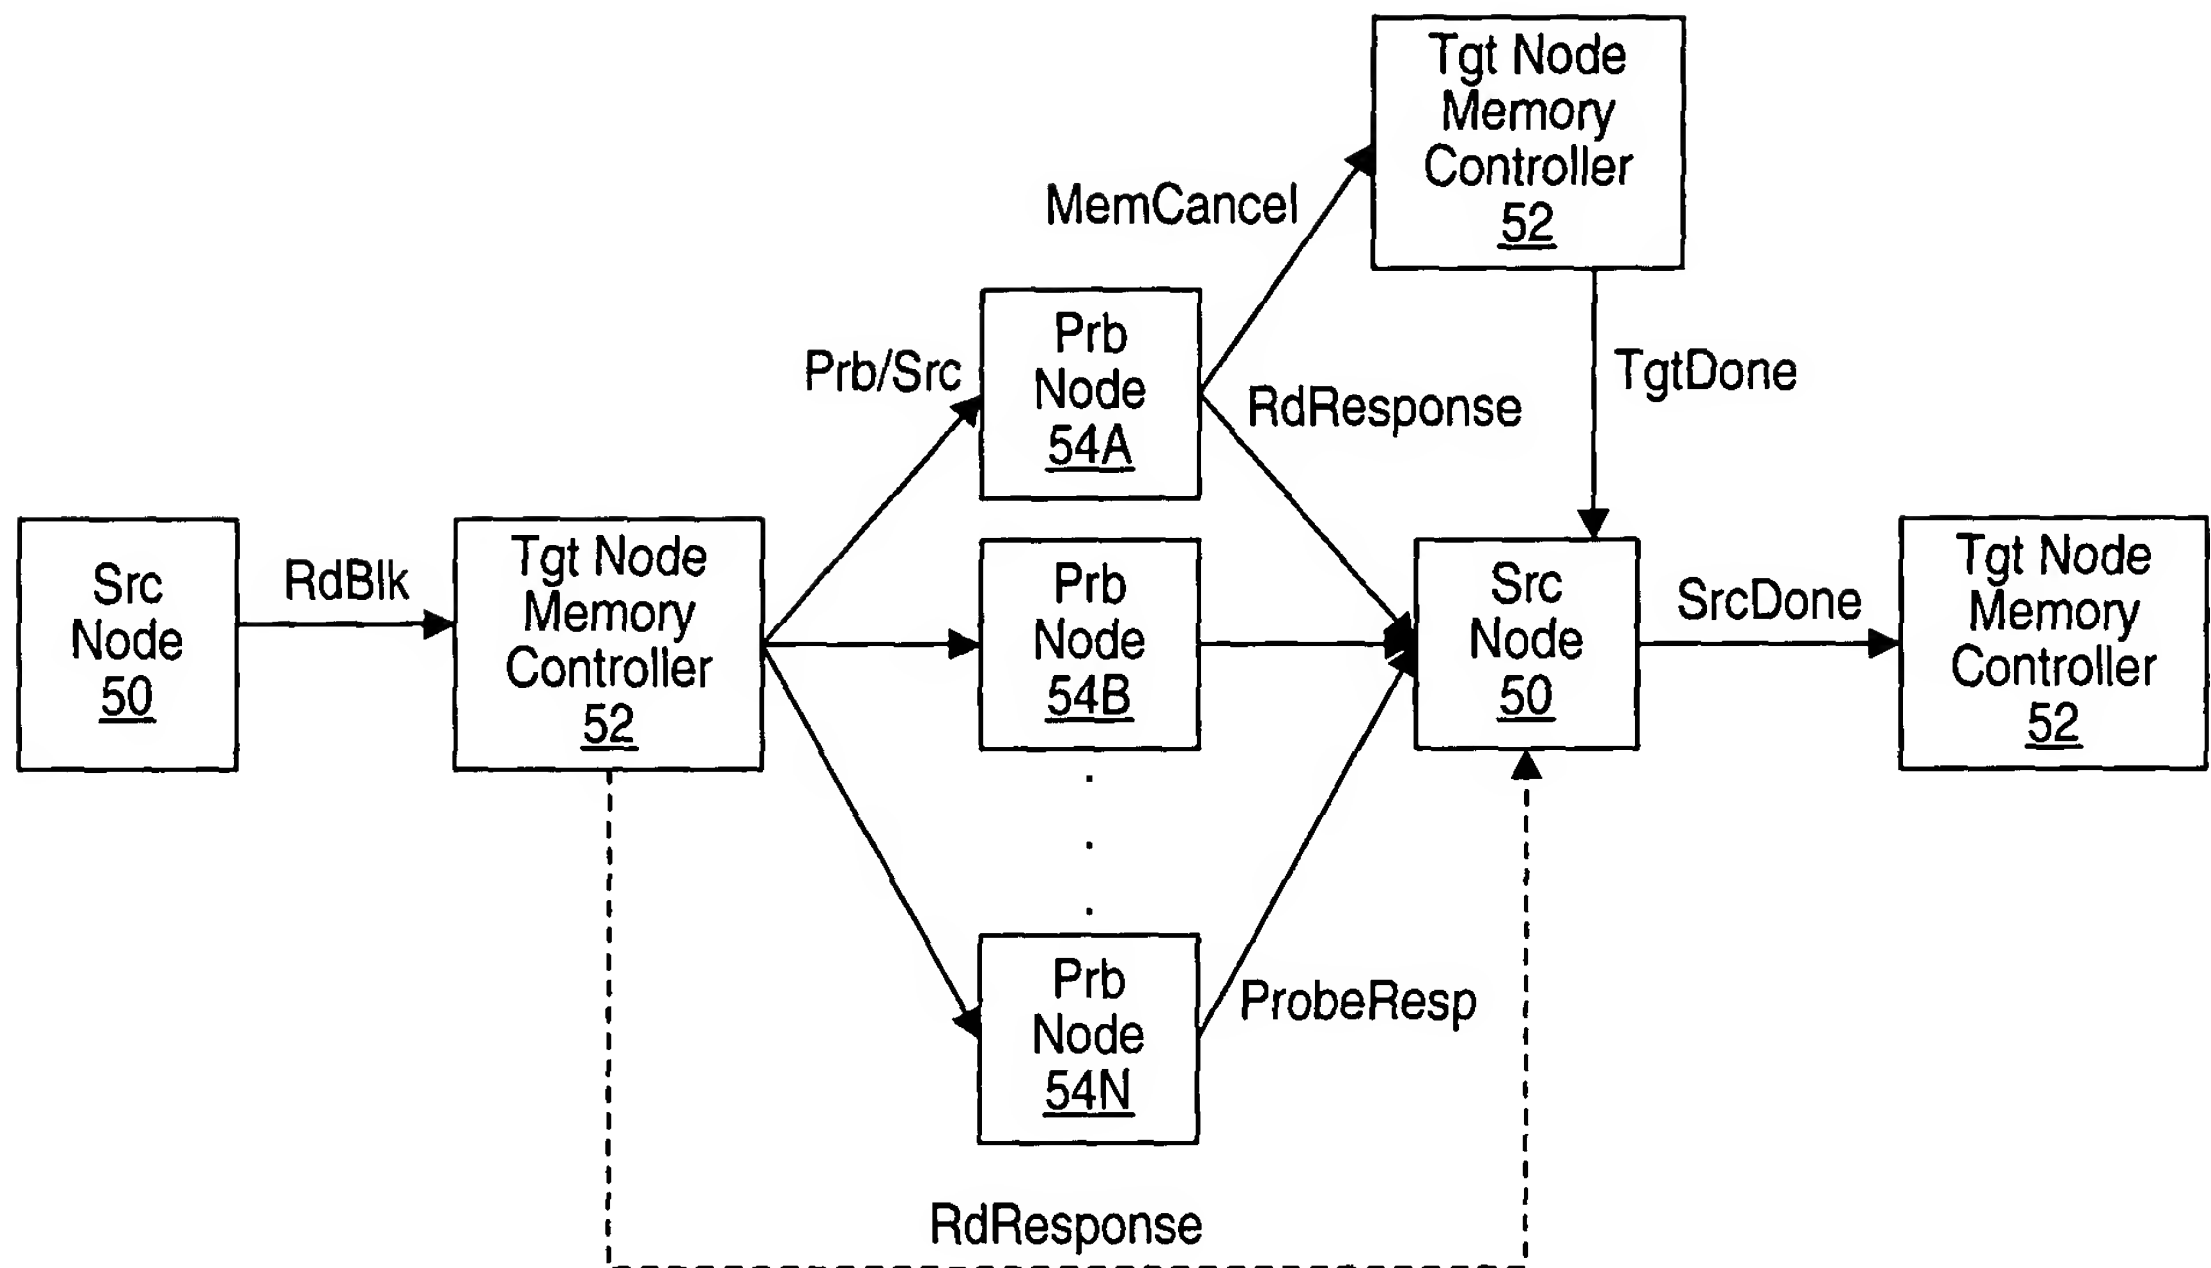 Tgt Node
Memory
Controller
52
MemCancel
Prb
Node
54A
Prb/Src
RdResponse
TgtDone
Src
Node
50
RdBlk
Tgt Node
Memory
Controller
52
Prb
Node
54B
Src
Node
50
SrcDone
Tgt Node
Memory
Controller
52
Prb
Node
54N
ProbeResp
RdResponse